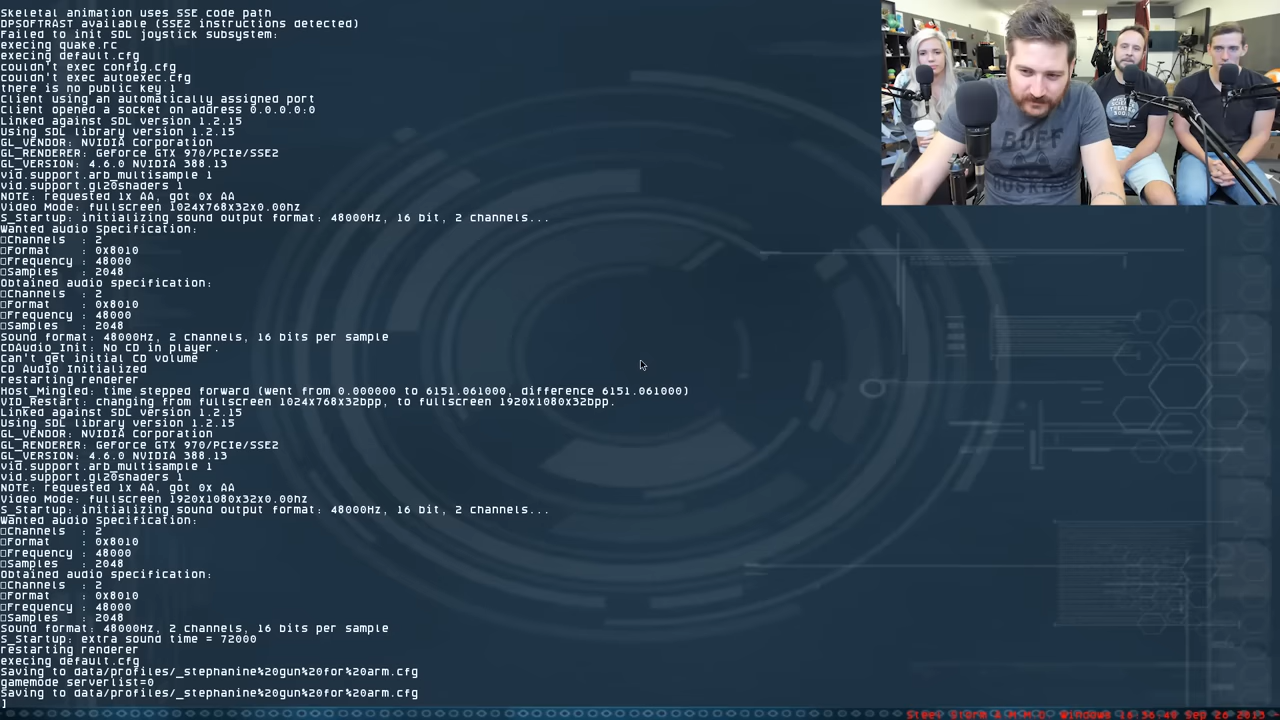 Skeletal animation uses SSE code path
DPSOFTRAST available (SSE2 instructions detected)
Failed to init SDL joystick subsystem:
execing quake.rc
execing default.cfg
couldn't exec config.cfg
couldn't exec autoexec.cfg
there is no public key 1
Client using an automatically assigned port
Client opened a socket on address 0.0.0.0:0
Linked against SDL version 1.2.15
Using SDL library version 1.2.15
GL_VENDOR: NVIDIA Corporation
GL_RENDERER: GeForce GTX 970/PCIe/SSE2
GL_VERSION: 4.6.0 NVIDIA 388.13
vid.support.arb_multisample 1
vid.support.gl20shaders 1
NOTE: requested 1x AA, got 0x AA
Video Mode: fullscreen 1024x768x32x0.00hz
S_Startup: initializing sound output format: 48000Hz, 16 bit, 2 channels...
Wanted audio Specification:
Channels : 2
Format : 0x8010
Frequency : 48000
Samples : 2048
Obtained audio specification:
Channels : 2
Format : 0x8010
Frequency : 48000
Samples : 2048
Sound format: 48000Hz, 2 channels, 16 bits per sample
CDAudio_Init: No CD in player.
Can't get initial CD volume
CD Audio Initialized
restarting renderer
Host_Mingled: time stepped forward (went from 0.000000 to 6151.061000, difference 6151.061000)
VID_Restart: changing from fullscreen 1024x768x32bpp, to fullscreen 1920x1080x32bpp.
Linked against SDL version 1.2.15
Using SDL library version 1.2.15
GL_VENDOR: NVIDIA Corporation
GL_RENDERER: GeForce GTX 970/PCIe/SSE2
GL_VERSION: 4.6.0 NVIDIA 388.13
vid.support.arb_multisample 1
vid.support.gl20shaders 1
NOTE: requested 1x AA, got 0x AA
Video Mode: fullscreen 1920x1080x32x0.00hz
S_Startup: initializing sound output format: 48000Hz, 16 bit, 2 channels...
Wanted audio Specification:
Channels : 2
Format : 0x8010
Frequency : 48000
Samples : 2048
Obtained audio specification:
Channels : 2
Format : 0x8010
Frequency : 48000
Samples : 2048
Sound format: 48000Hz, 2 channels, 16 bits per sample
S_Startup: extra sound time = 72000
restarting renderer
execing default.cfg
Saving to data/profiles/_stephanine%20gun%20for%20arm.cfg
gamemode serverlist=0
Saving to data/profiles/_stephanine%20gun%20for%20arm.cfg
]
BUFF
HUSKIES